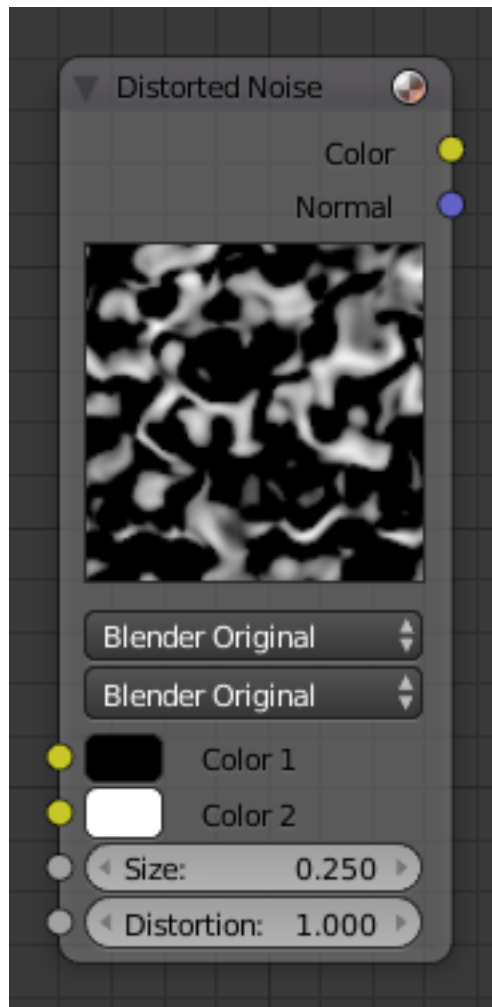 Distorted Noise
Color
Normal
Blender Original
Blender Original
Color 1
Color 2
Size: 0.250
Distortion: 1.000